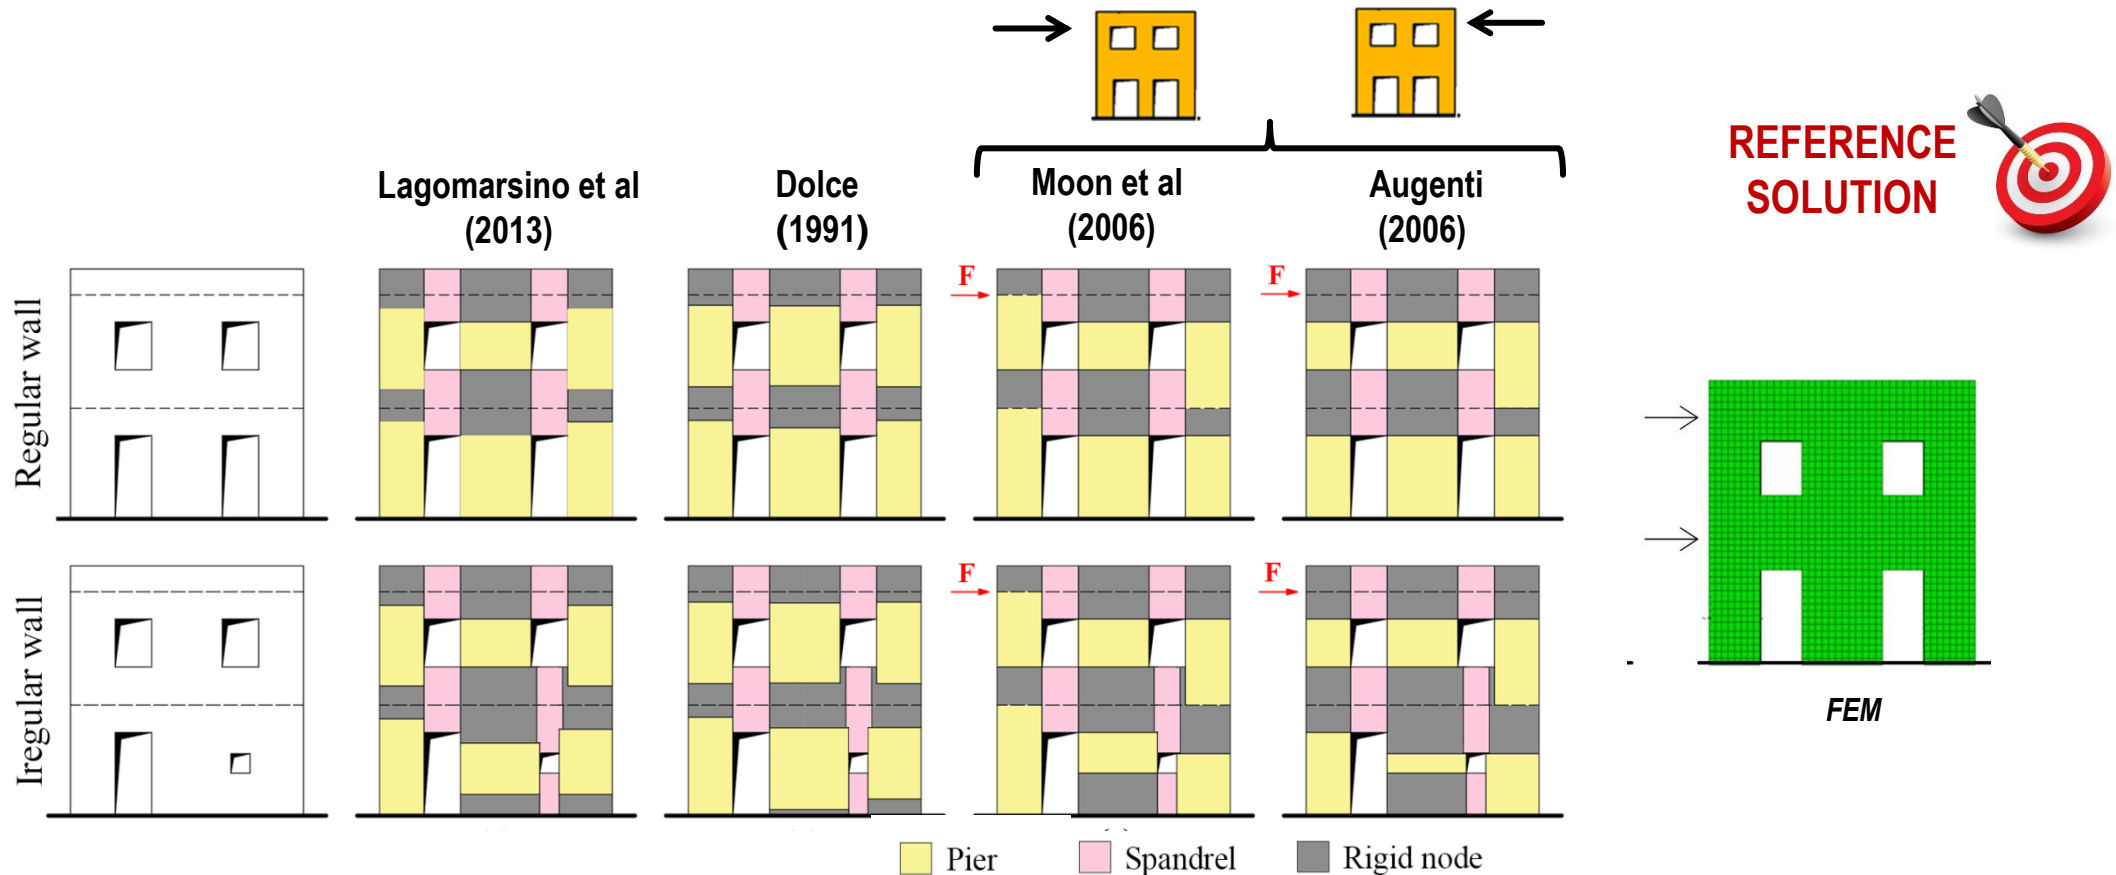 REFERENCE
SOLUTION
Lagomarsino et al
(2013)
Dolce
(1991)
Moon et al
(2006)
Augenti
(2006)
Regular wall
F
F
Iregular wall
F
F
FEM
Pier
Spandrel
Rigid node